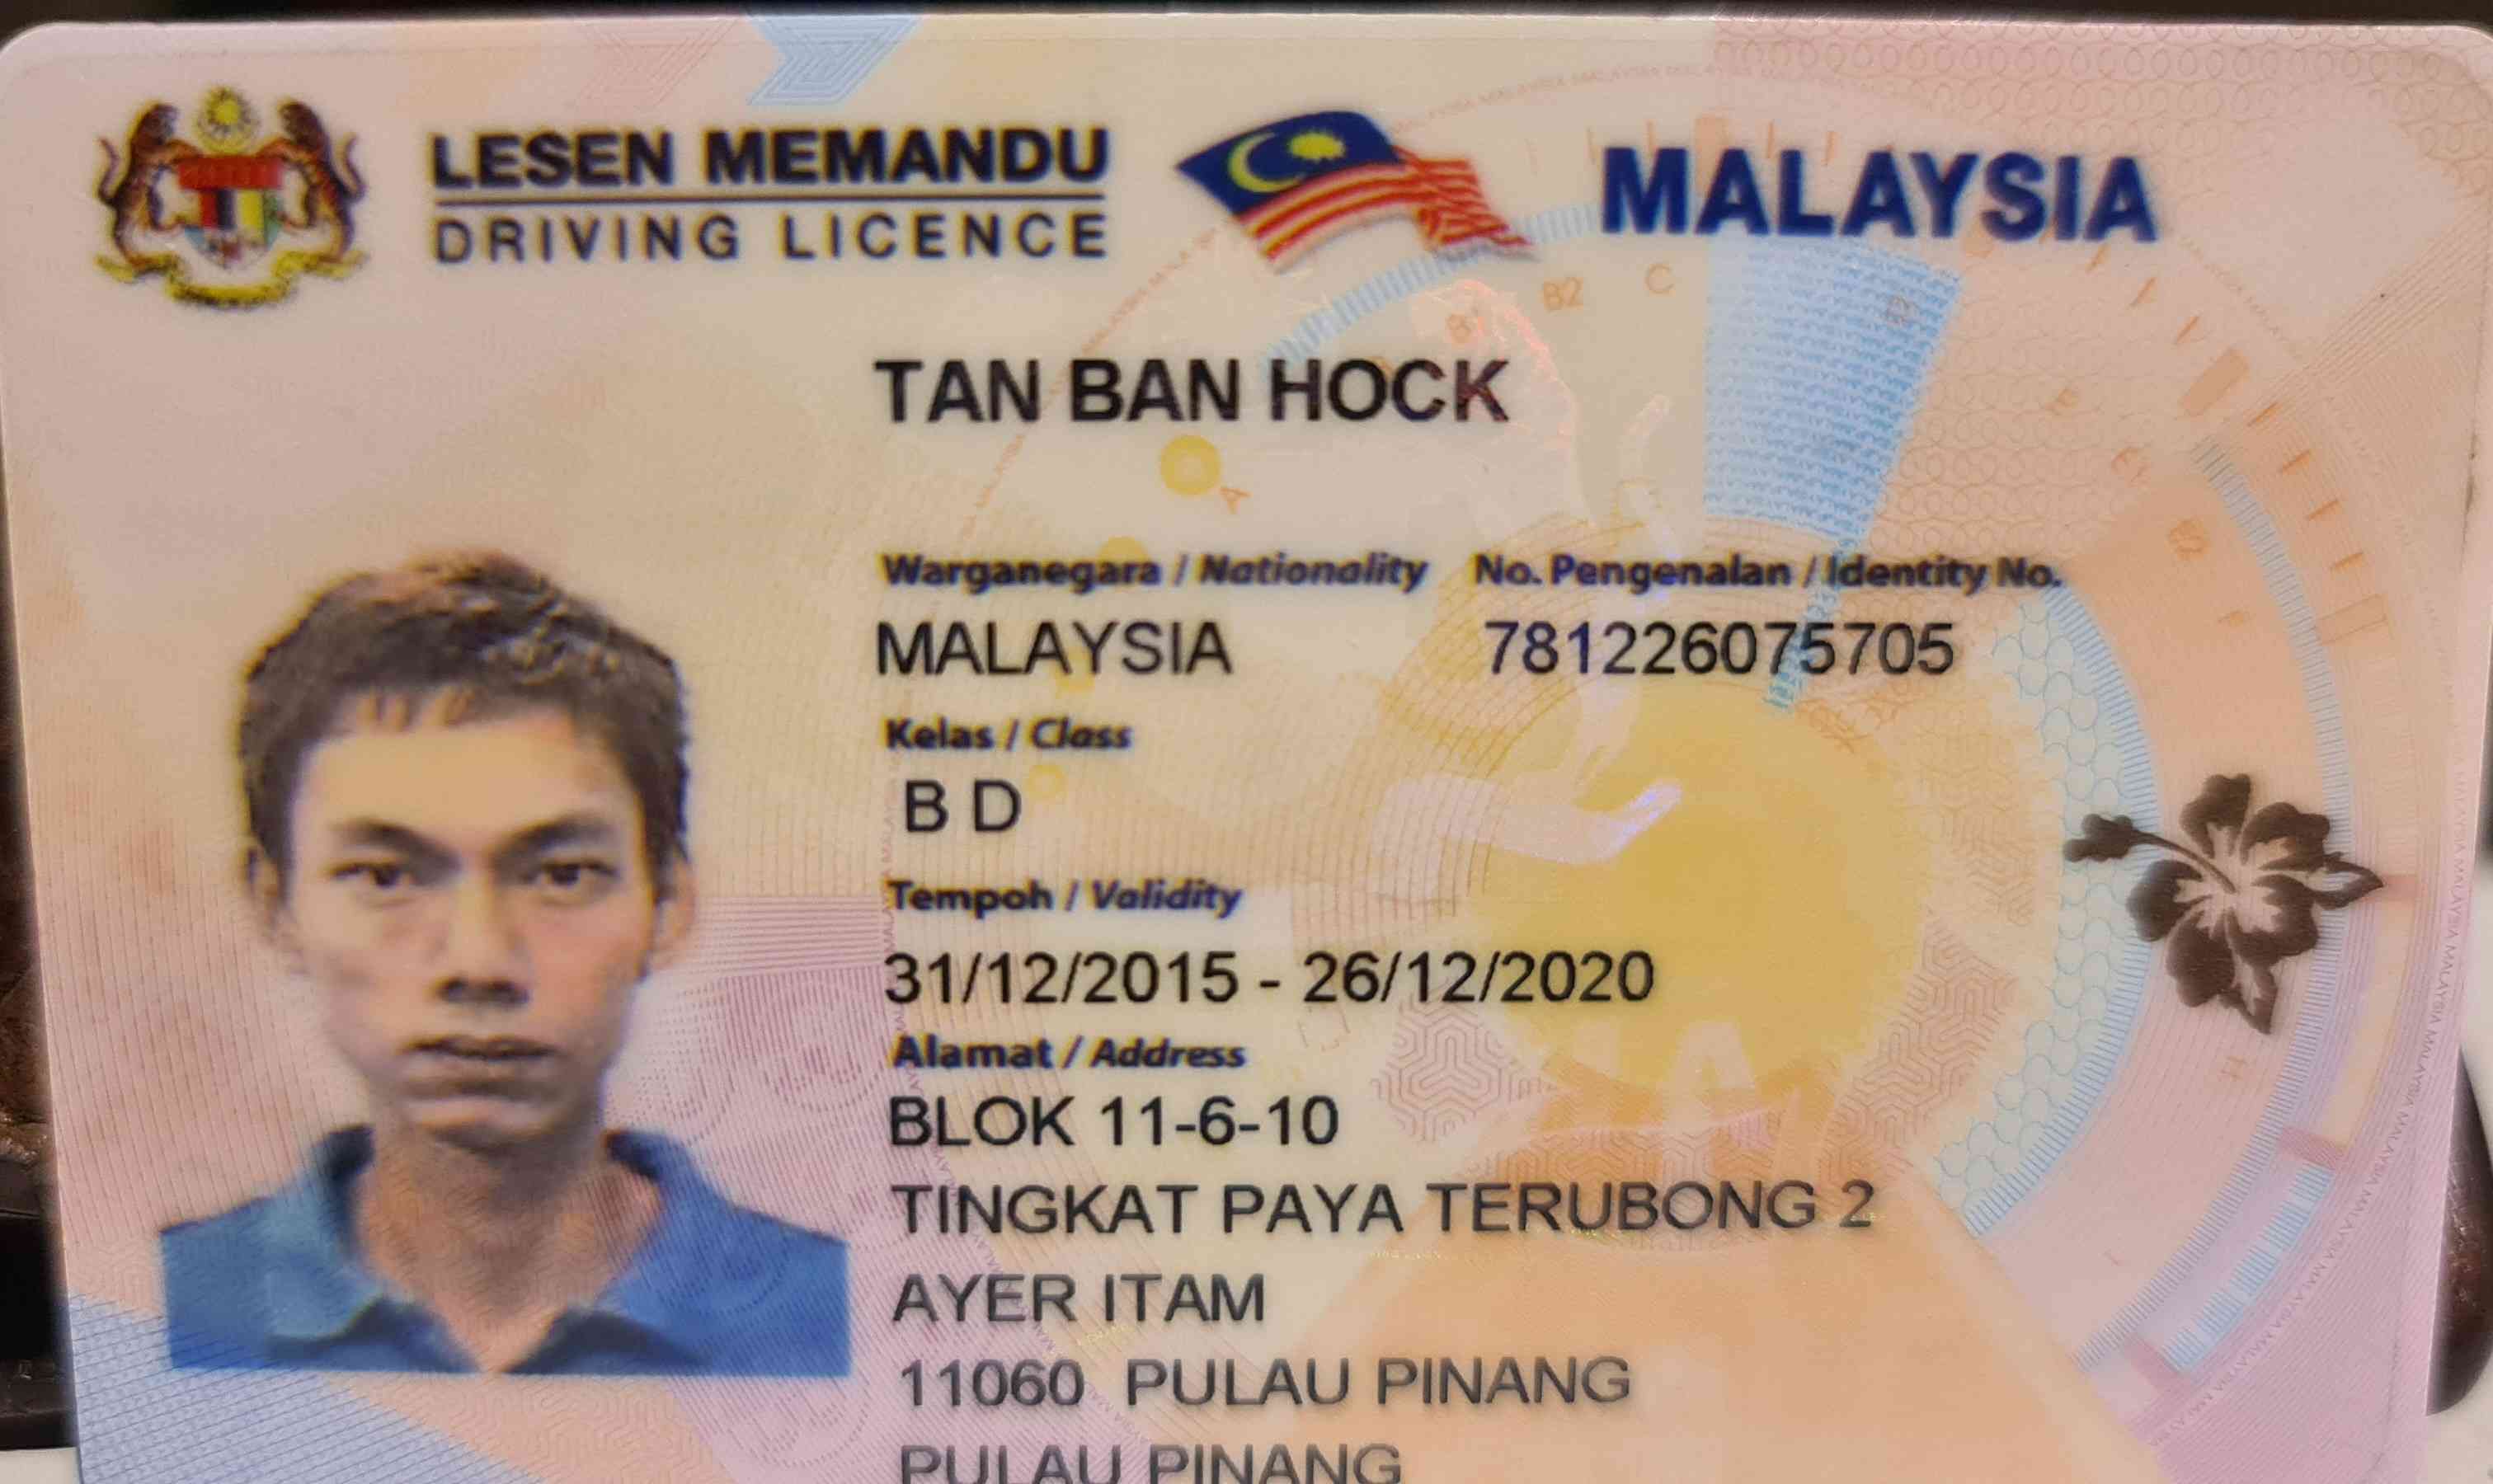 LESEN MEMANDU
DRIVING LICENCE
MALAYSIA
TAN BAN HOCK
Warganegara / Nationality No. Pengenalan / Identity No.
MALAYSIA 781226075705
Kelas / Class
B D
Tempoh / Validity
31/12/2015 - 26/12/2020
Alamat / Address
BLOK 11-6-10
TINGKAT PAYA TERUBONG 2
AYER ITAM
11060 PULAU PINANG
PULAU PINANG